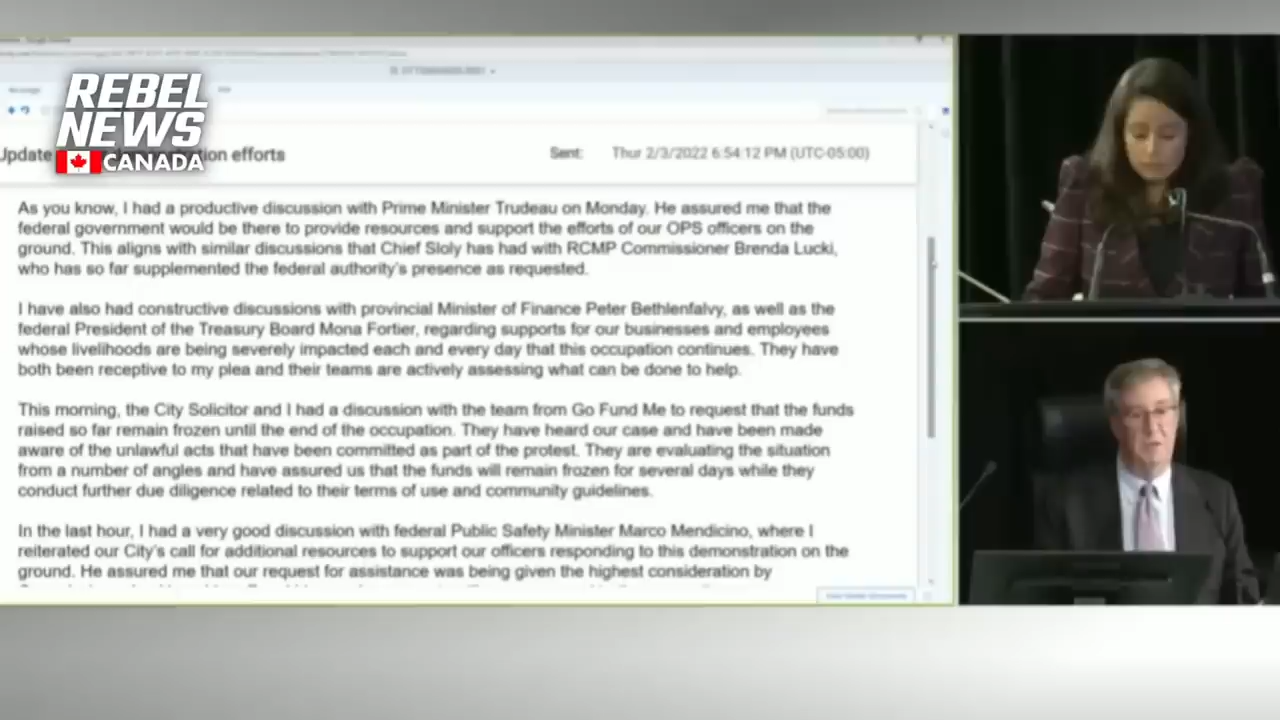 REBEL
NEWS
CANADA
Update
tion efforts
Sent: Thur 2/3/2022 6:54:12 PM (UTC-05:00)
As you know, I had a productive discussion with Prime Minister Trudeau on Monday. He assured me that the
federal government would be there to provide resources and support the efforts of our OPS officers on the
ground. This aligns with similar discussions that Chief Sloly has had with RCMP Commissioner Brenda Lucki,
who has so far supplemented the federal authority's presence as requested.
I have also had constructive discussions with provincial Minister of Finance Peter Bethlenfalvy, as well as the
federal President of the Treasury Board Mona Fortier, regarding supports for our businesses and employees
whose livelihoods are being severely impacted each and every day that this occupation continues. They have
both been receptive to my plea and their teams are actively assessing what can be done to help.
This morning, the City Solicitor and I had a discussion with the team from Go Fund Me to request that the funds
raised so far remain frozen until the end of the occupation. They have heard our case and have been made
aware of the unlawful acts that have been committed as part of the protest. They are evaluating the situation
from a number of angles and have assured us that the funds will remain frozen for several days while they
conduct further due diligence related to their terms of use and community guidelines.
In the last hour, I had a very good discussion with federal Public Safety Minister Marco Mendicino, where I
reiterated our City's call for additional resources to support our officers responding to this demonstration on the
ground. He assured me that our request for assistance was being given the highest consideration by